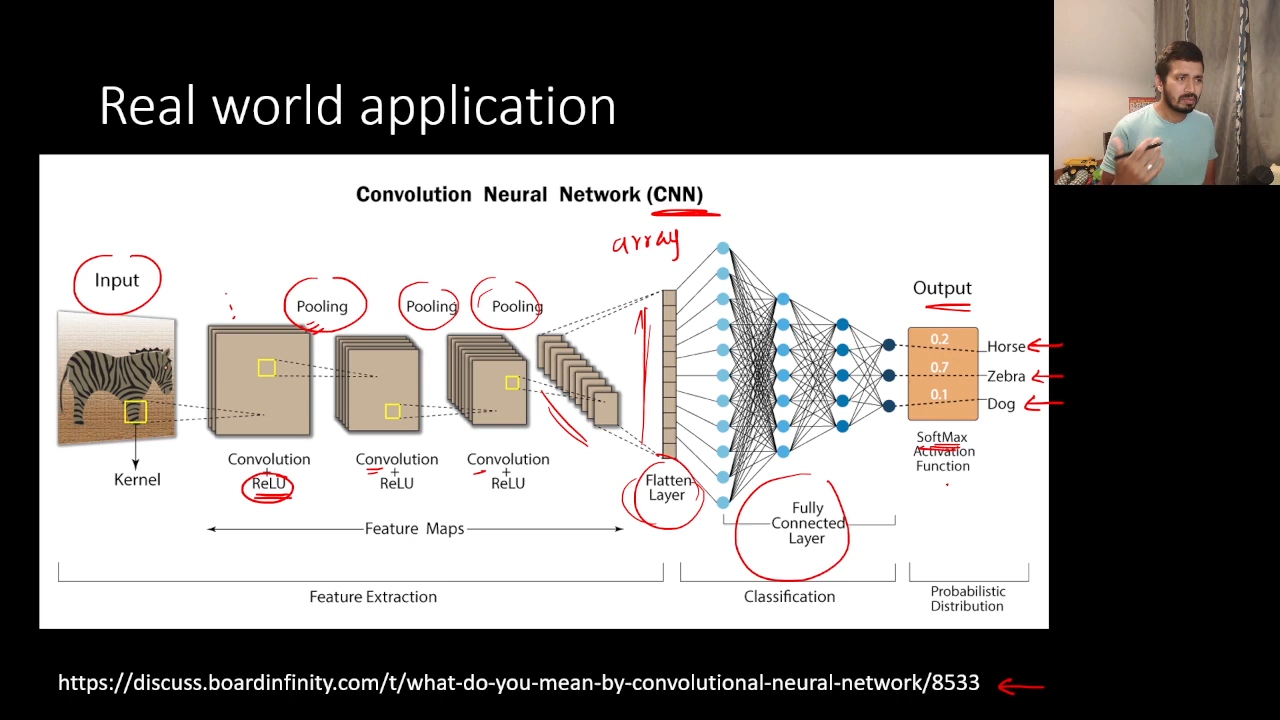 Real world application
Convolution Neural Network (CNN)
array
Input
Pooling
Pooling
Pooling
Output
0.2
Horse
0.7
Zebra
0.1
Dog
Kernel
Convolution
+
ReLU
Convolution
+
ReLU
Convolution
+
ReLU
Flatten
Layer
SoftMax
Activation
Function
Fully
Connected
Layer
Feature Maps
Feature Extraction
Classification
Probabilistic
Distribution
https://discuss.boardinfinity.com/t/what-do-you-mean-by-convolutional-neural-network/8533